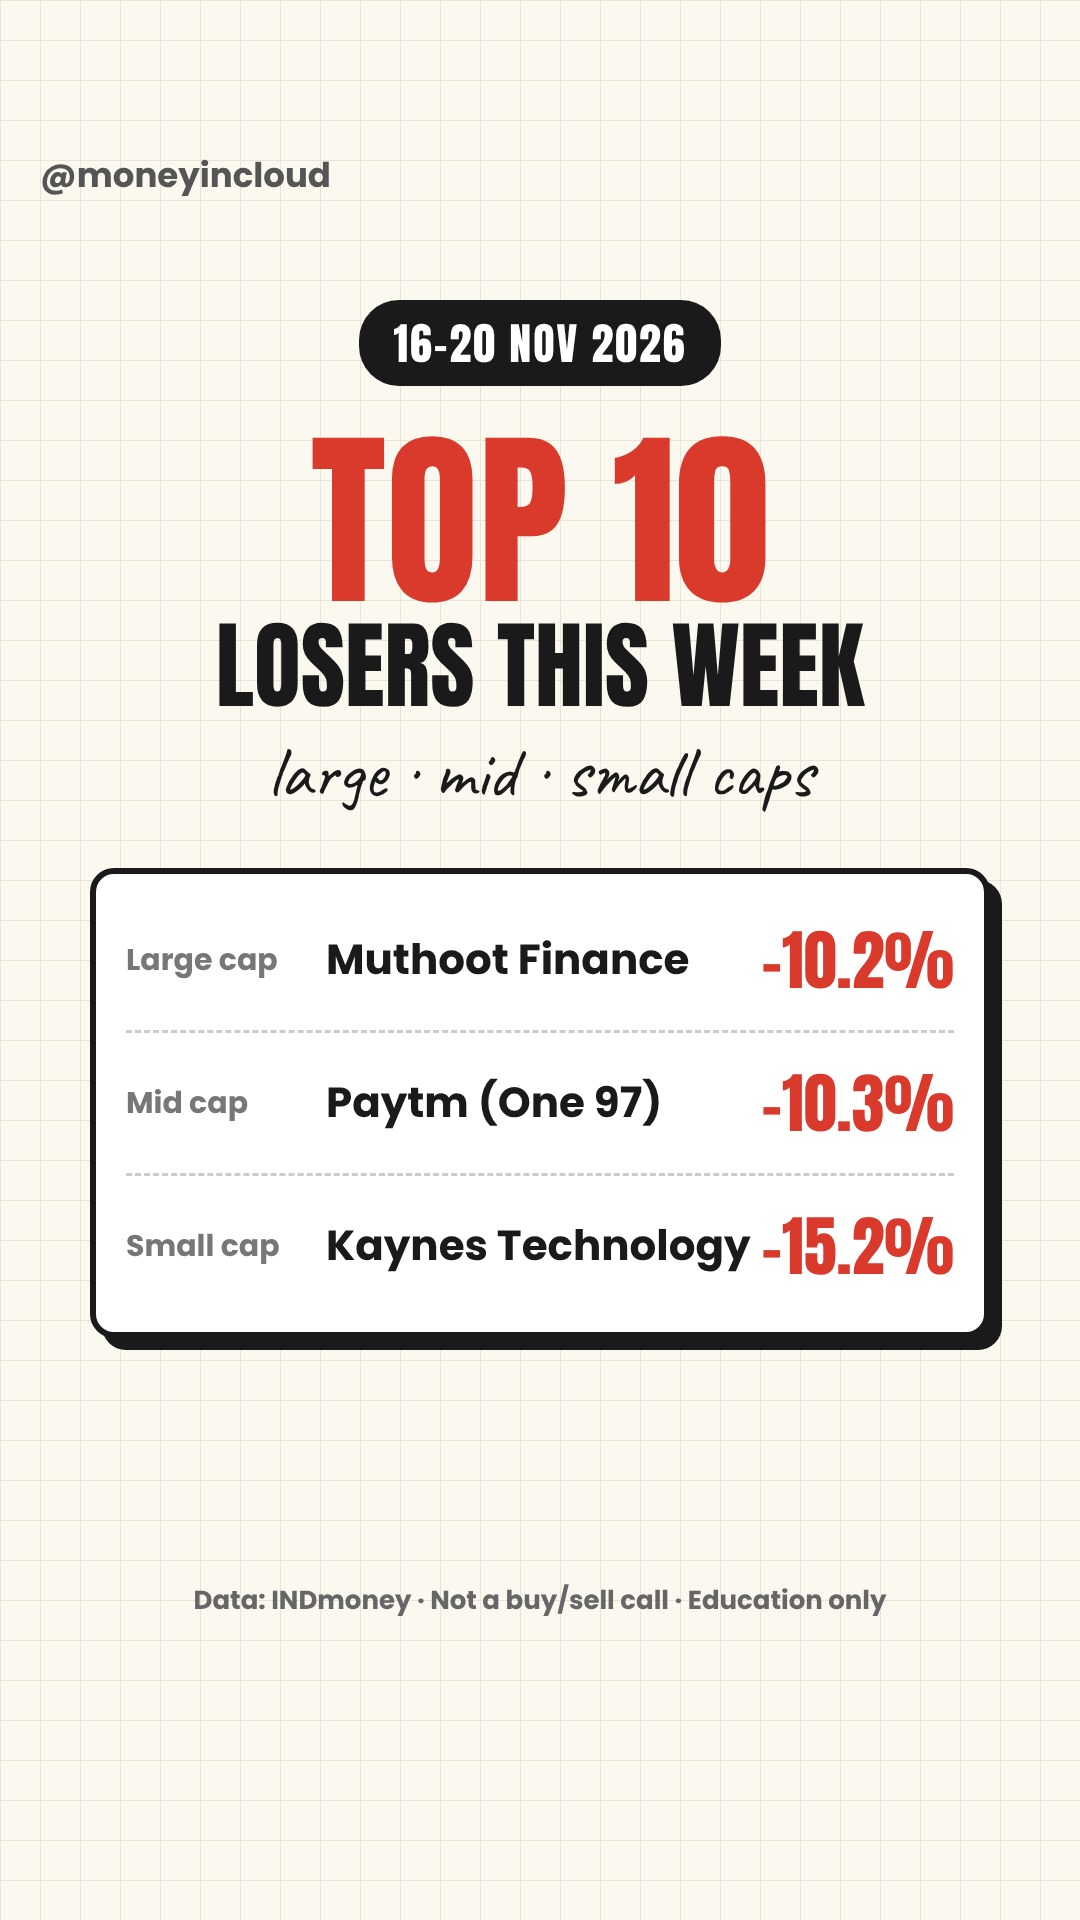 @moneyincloud
16-20 NOV 2026
TOP 10
LOSERS THIS WEEK
large · mid · small caps
Large cap Muthoot Finance -10.2%
Mid cap Paytm (One 97) -10.3%
Small cap Kaynes Technology -15.2%
Data: INDmoney · Not a buy/sell call · Education only